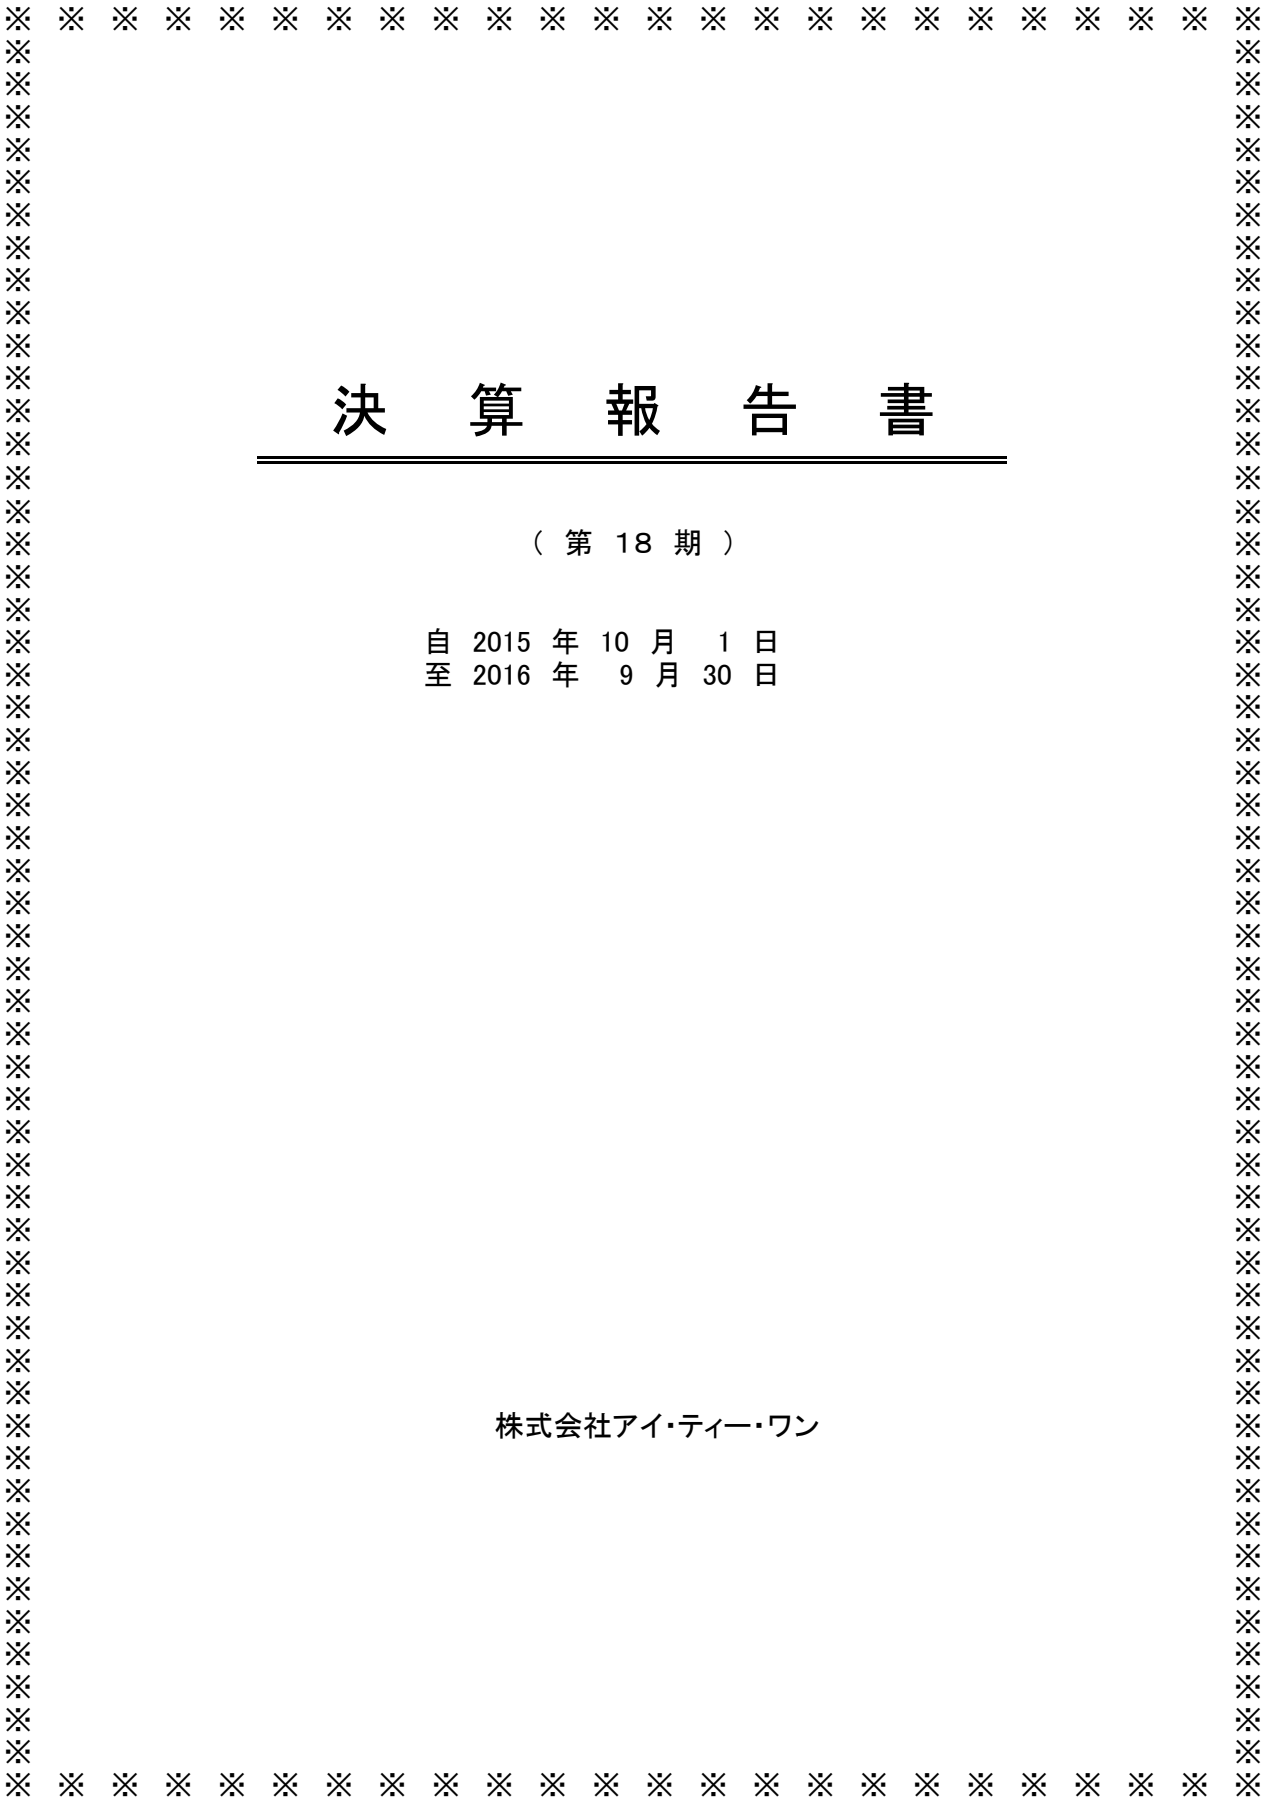 ※ ※ ※ ※ ※ ※ ※ ※ ※ ※ ※ ※ ※ ※ ※ ※ ※ ※ ※ ※ ※ ※ ※ ※
決 算 報 告 書
（ 第 18 期 ）
自 2015 年 10 月 1 日
至 2016 年 9 月 30 日
株式会社アイ・ティー・ワン
※ ※ ※ ※ ※ ※ ※ ※ ※ ※ ※ ※ ※ ※ ※ ※ ※ ※ ※ ※ ※ ※ ※ ※